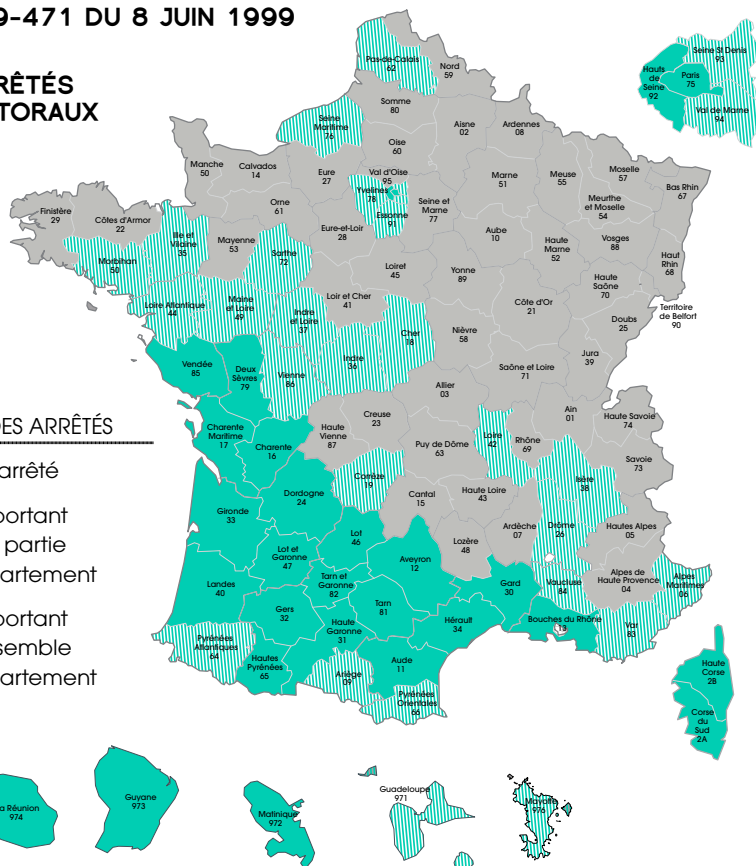 9-471 DU 8 JUIN 1999
RÊTÉS
TORAUX
Pas-de-Calais
62
Nord
59
Somme
80
Seine
Maritime
76
Aisne
02
Ardennes
08
Oise
60
Hauts
de
Seine
92
Paris
75
Seine St Denis
93
Val de Marne
94
Manche
50
Calvados
14
Eure
27
Val d'Oise
95
Yvelines
78
Essonne
91
Seine et
Marne
77
Marne
51
Meuse
55
Moselle
57
Meurthe
et Moselle
54
Bas Rhin
67
Finistère
29
Côtes d'Armor
22
Orne
61
Ille et
Vilaine
35
Mayenne
53
Sarthe
72
Eure-et-Loir
28
Aube
10
Haute
Marne
52
Vosges
88
Haut
Rhin
68
Morbihan
50
Loiret
45
Yonne
89
Haute
Saône
70
Territoire
de Belfort
90
Loire Atlantique
44
Maine
et Loire
49
Indre
et Loire
37
Loir et Cher
41
Cher
18
Nièvre
58
Côte d'Or
21
Doubs
25
Vendée
85
Deux
Sèvres
79
Vienne
86
Indre
36
Saône et Loire
71
Jura
39
Allier
03
Ain
01
Haute Savoie
74
DES ARRÊTÉS
arrêté
portant
partie
partement
portant
semble
partement
Charente
Maritime
17
Charente
16
Haute
Vienne
87
Creuse
23
Puy de Dôme
63
Loire
42
Rhône
69
Savoie
73
Isère
38
Corrèze
19
Dordogne
24
Cantal
15
Haute Loire
43
Gironde
33
Lot
46
Aveyron
12
Lozère
48
Ardèche
07
Drôme
26
Hautes Alpes
05
Lot et
Garonne
47
Tarn et
Garonne
82
Landes
40
Gers
32
Tarn
81
Gard
30
Vaucluse
84
Alpes de
Haute Provence
04
Alpes
Maritimes
06
Haute
Garonne
31
Hérault
34
Bouches du Rhône
13
Var
83
Pyrénées
Atlantiques
64
Hautes
Pyrénées
65
Ariège
09
Aude
11
Pyrénées
Orientales
66
Haute
Corse
2B
Corse
du
Sud
2A
a Réunion
974
Guyane
973
Matinique
972
Guadeloupe
971
Mayotte
976